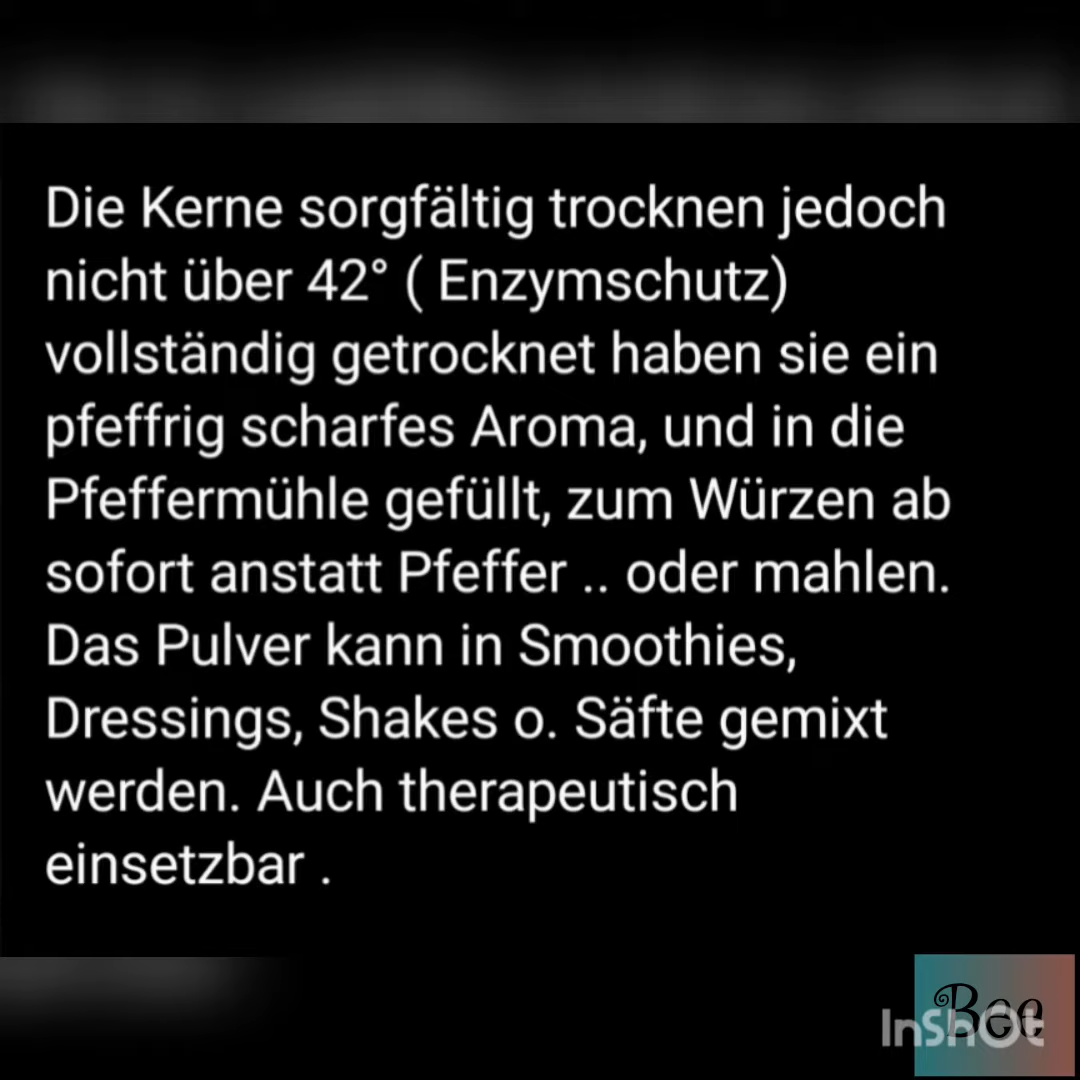 Die Kerne sorgfältig trocknen jedoch
nicht über 42° ( Enzymschutz)
vollständig getrocknet haben sie ein
pfeffrig scharfes Aroma, und in die
Pfeffermühle gefüllt, zum Würzen ab
sofort anstatt Pfeffer .. oder mahlen.
Das Pulver kann in Smoothies,
Dressings, Shakes o. Säfte gemixt
werden. Auch therapeutisch
einsetzbar .
Bee
InShOt